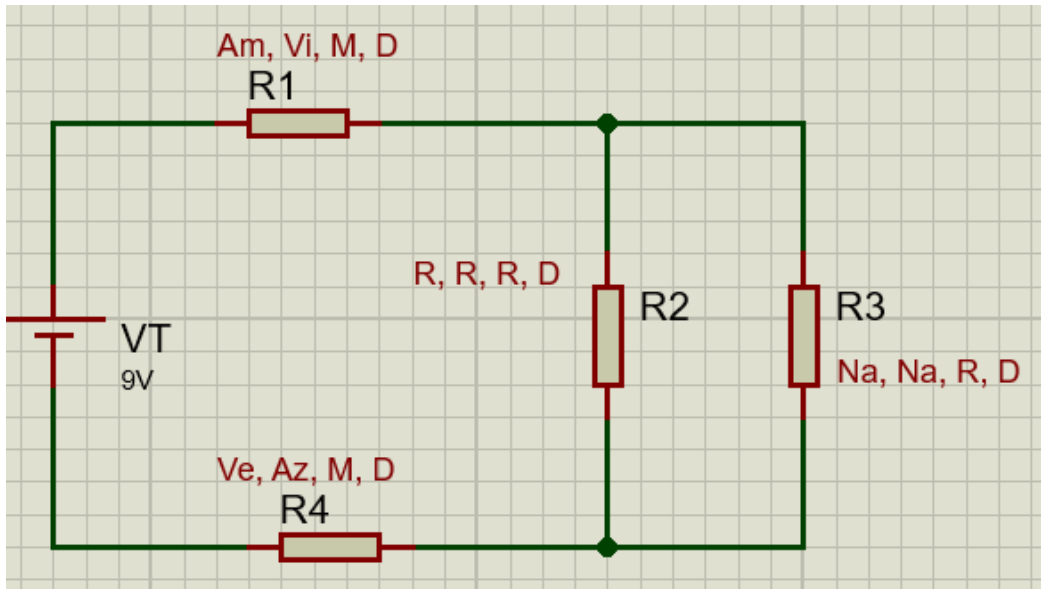 Am, Vi, M, D
R1
R, R, R, D
R2
R3
VT
9V
Na, Na, R, D
Ve, Az, M, D
R4